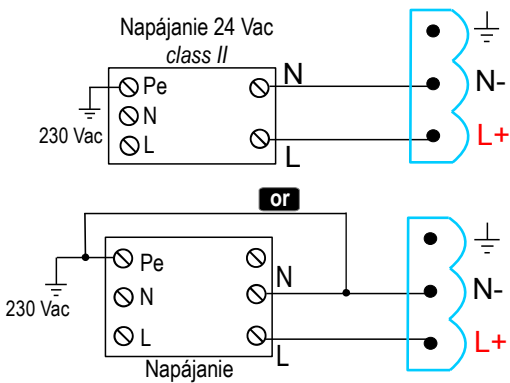 Napájanie 24 Vac
class II
Pe
N
N
L
L
230 Vac
N-
L+
or
Pe
N
N
L
L
230 Vac
Napájanie
N-
L+